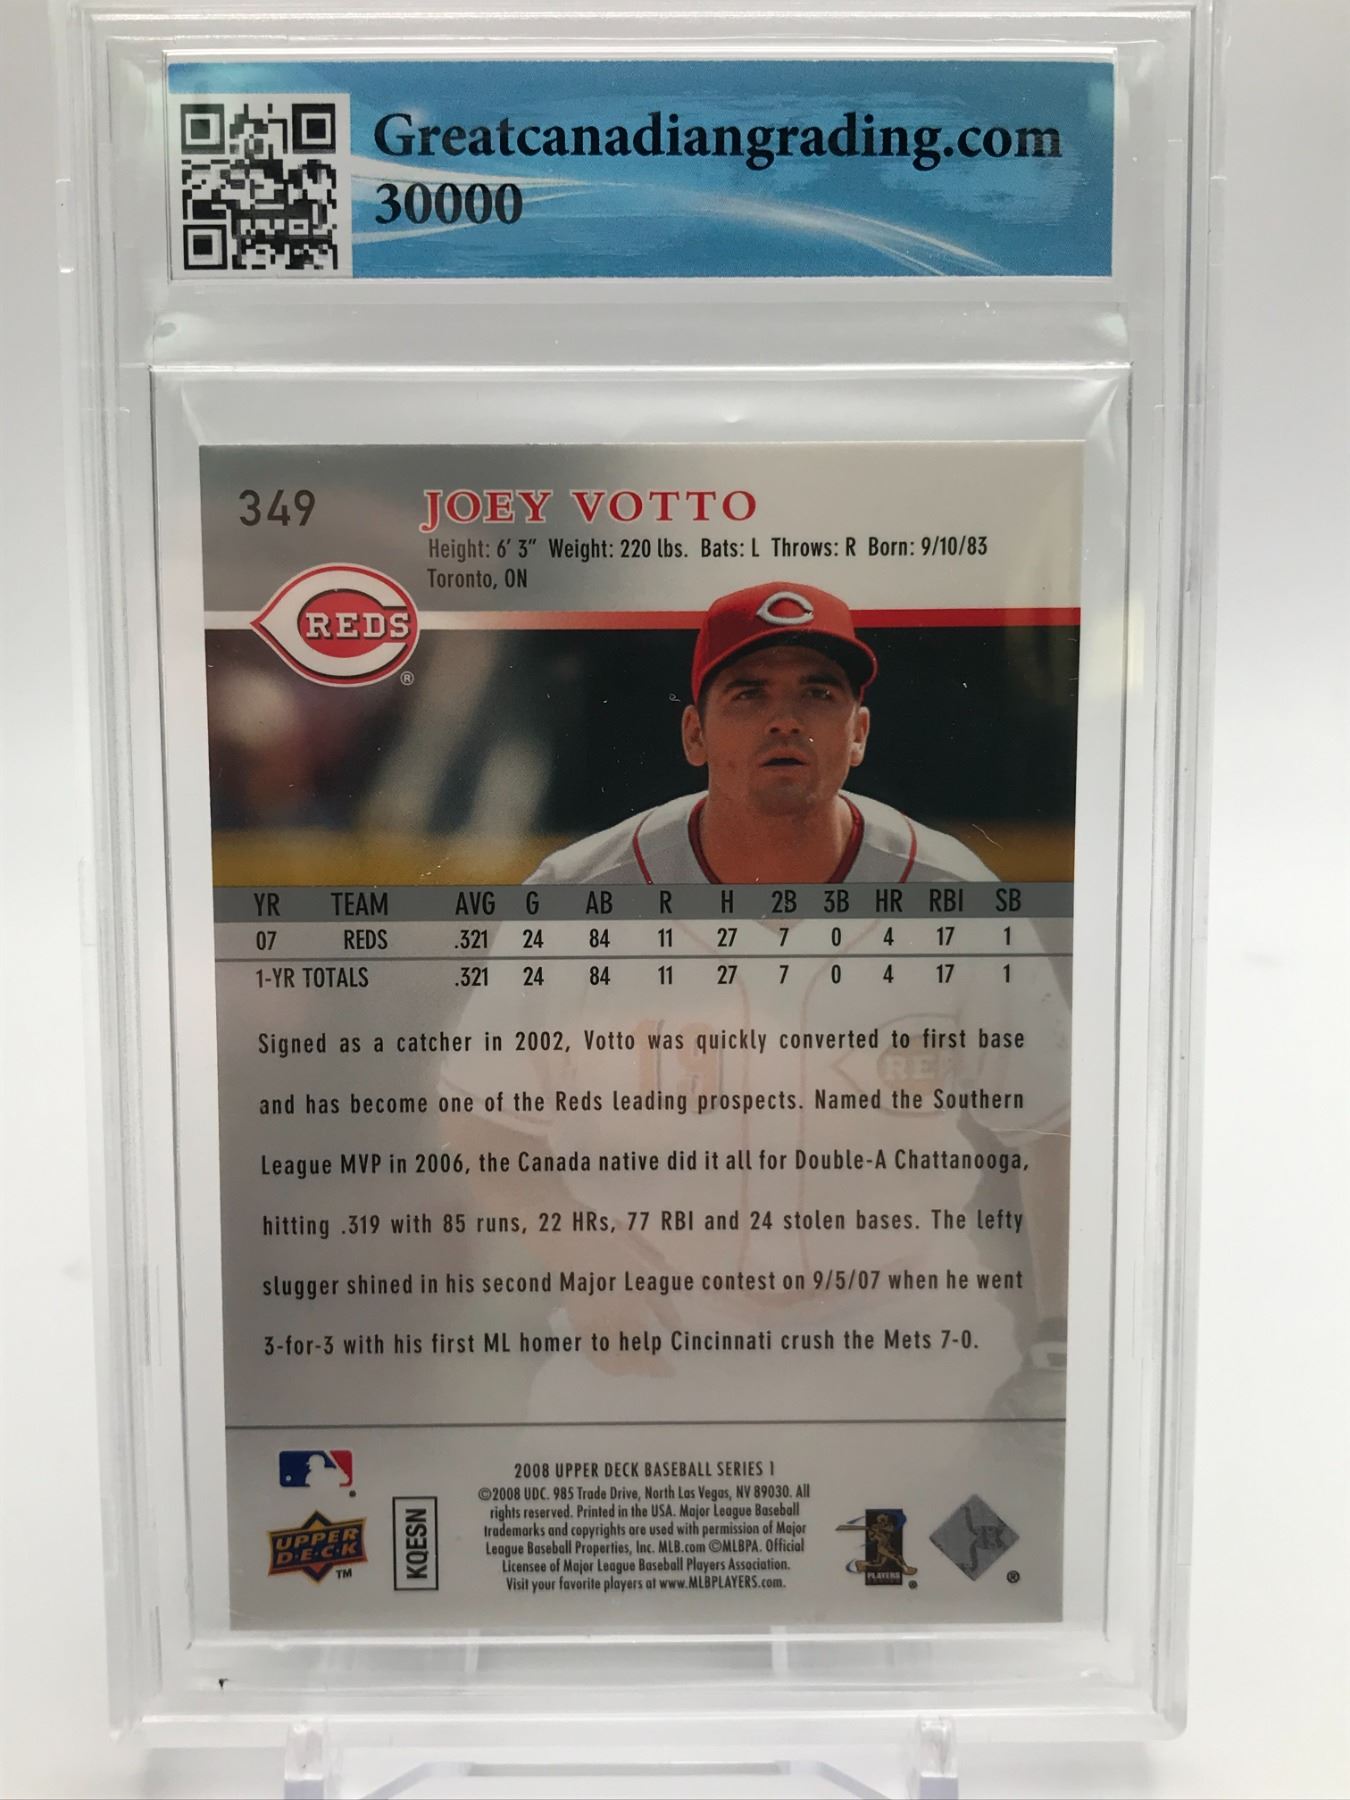 Greatcanadiangrading.com
30000
349
JOEY VOTTO
Height: 6' 3" Weight: 220 lbs. Bats: L Throws: R Born: 9/10/83
Toronto, ON
REDS
®
YR TEAM AVG G AB R H 2B 3B HR RBI SB
07 REDS .321 24 84 11 27 7 0 4 17 1
1-YR TOTALS .321 24 84 11 27 7 0 4 17 1
Signed as a catcher in 2002, Votto was quickly converted to first base
and has become one of the Reds leading prospects. Named the Southern
League MVP in 2006, the Canada native did it all for Double-A Chattanooga,
hitting .319 with 85 runs, 22 HRs, 77 RBI and 24 stolen bases. The lefty
slugger shined in his second Major League contest on 9/5/07 when he went
3-for-3 with his first ML homer to help Cincinnati crush the Mets 7-0.
2008 UPPER DECK BASEBALL SERIES 1
©2008 UDC. 985 Trade Drive, North Las Vegas, NV 89030. All
rights reserved. Printed in the USA. Major League Baseball
trademarks and copyrights are used with permission of Major
League Baseball Properties, Inc. MLB.com ©MLBPA. Official
Licensee of Major League Baseball Players Association.
Visit your favorite players at www.MLBPLAYERS.com.
UPPER
D·E·C·K
TM
KQESN
PLAYERS
®
®